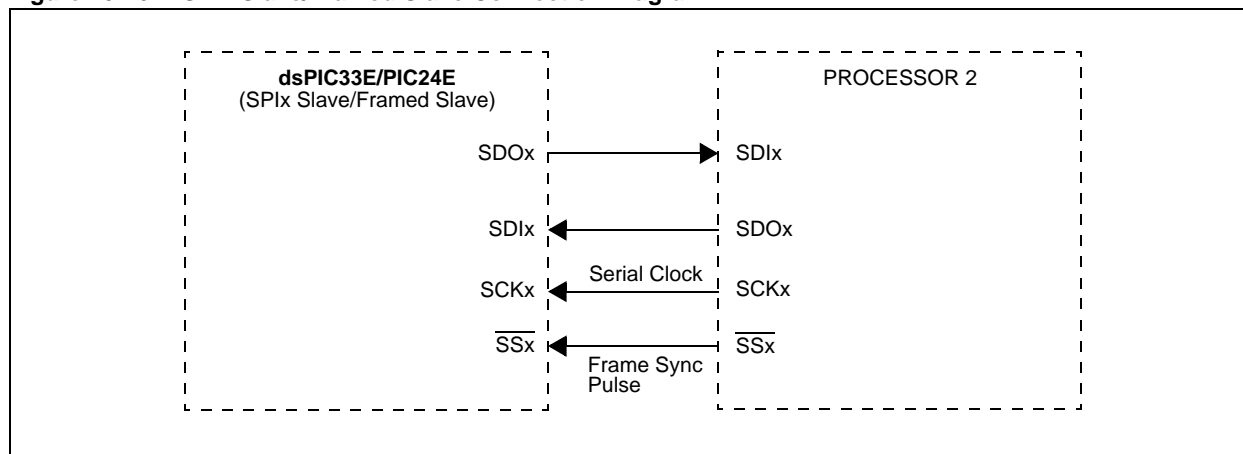 dsPIC33E/PIC24E
(SPIx Slave/Framed Slave)
PROCESSOR 2
SDOx
SDIx
SDIx
SDOx
SCKx
Serial Clock
SCKx
SSx
Frame Sync
Pulse
SSx